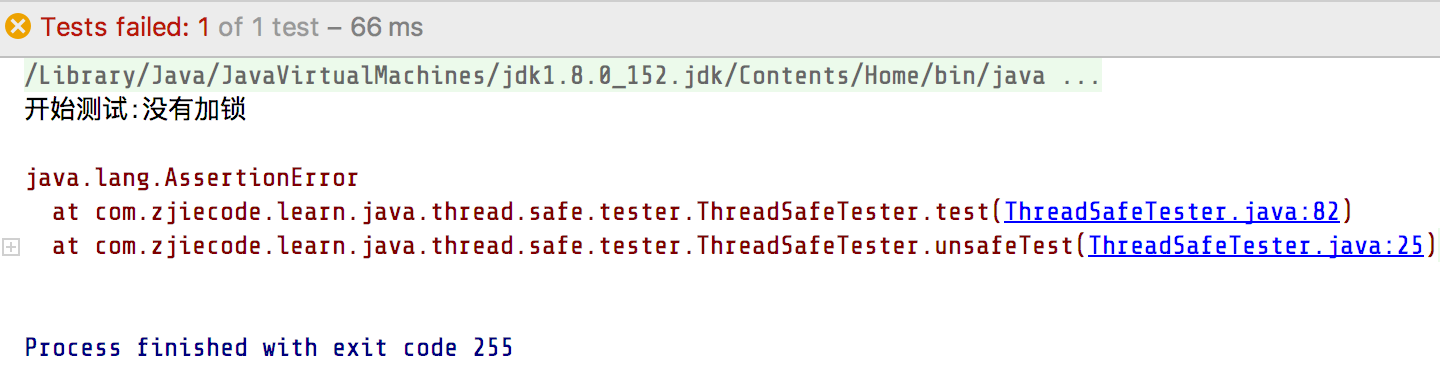 Tests failed: 1 of 1 test – 66 ms
/Library/Java/JavaVirtualMachines/jdk1.8.0_152.jdk/Contents/Home/bin/java ...
开始测试:没有加锁
java.lang.AssertionError
at com.zjiecode.learn.java.thread.safe.tester.ThreadSafeTester.test(ThreadSafeTester.java:82)
at com.zjiecode.learn.java.thread.safe.tester.ThreadSafeTester.unsafeTest(ThreadSafeTester.java:25)
Process finished with exit code 255